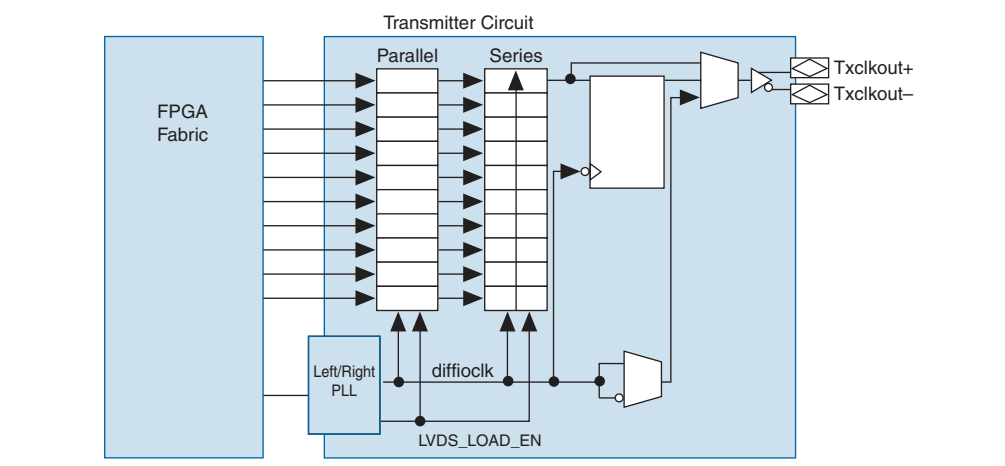 Transmitter Circuit
Parallel
Series
Txclkout+
Txclkout–
FPGA
Fabric
Left/Right
PLL
diffioclk
LVDS_LOAD_EN